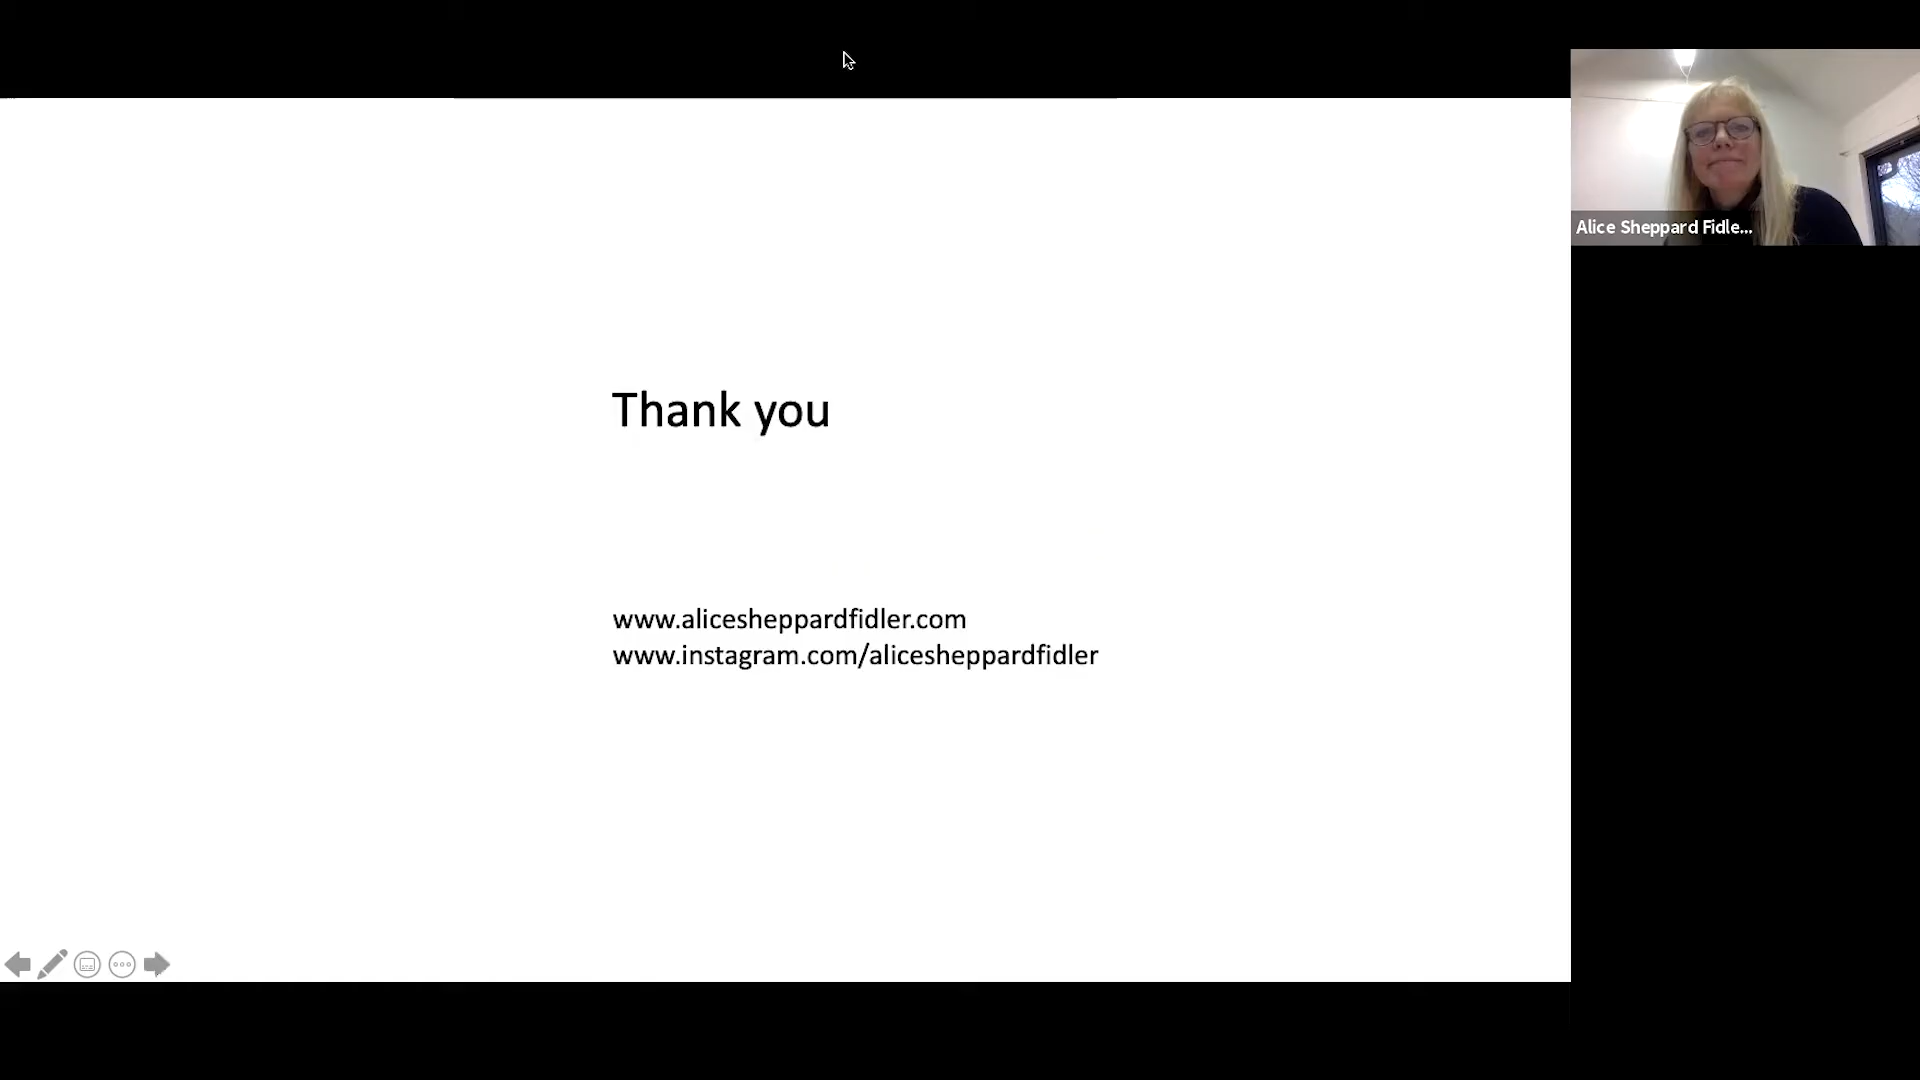 Thank you
www.alicesheppardfidler.com
www.instagram.com/alicesheppardfidler
Alice Sheppard Fidle...